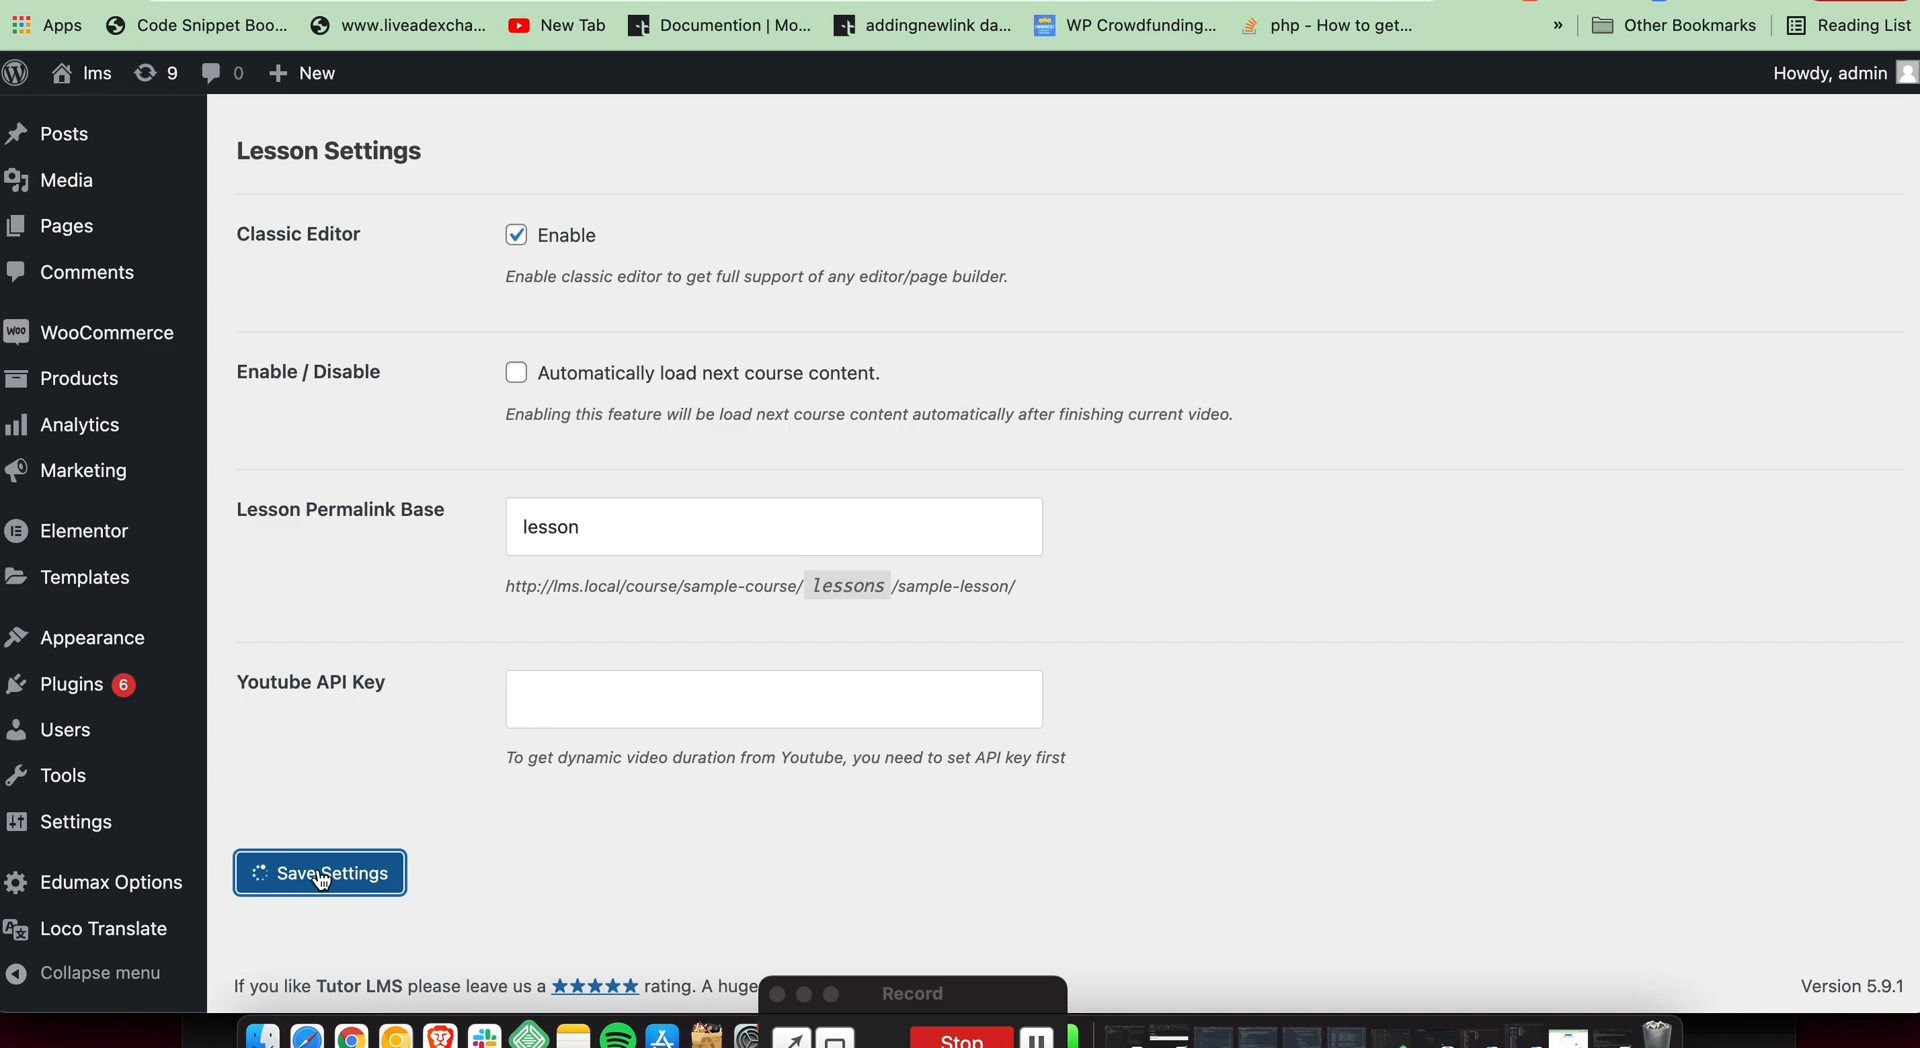 Apps Code Snippet Boo... www.liveadexcha... New Tab Documention | Mo... addingnewlink da... WP Crowdfunding... php - How to get... » Other Bookmarks Reading List
lms 9 0 + New Howdy, admin
Posts
Media
Pages
Comments
WooCommerce
Products
Analytics
Marketing
Elementor
Templates
Appearance
Plugins 6
Users
Tools
Settings
Edumax Options
Loco Translate
Collapse menu
Lesson Settings
Classic Editor
Enable
Enable classic editor to get full support of any editor/page builder.
Enable / Disable
Automatically load next course content.
Enabling this feature will be load next course content automatically after finishing current video.
Lesson Permalink Base
lesson
http://lms.local/course/sample-course/ lessons /sample-lesson/
Youtube API Key
To get dynamic video duration from Youtube, you need to set API key first
Save Settings
If you like Tutor LMS please leave us a ★★★★★ rating. A huge
Version 5.9.1
Record
Stop